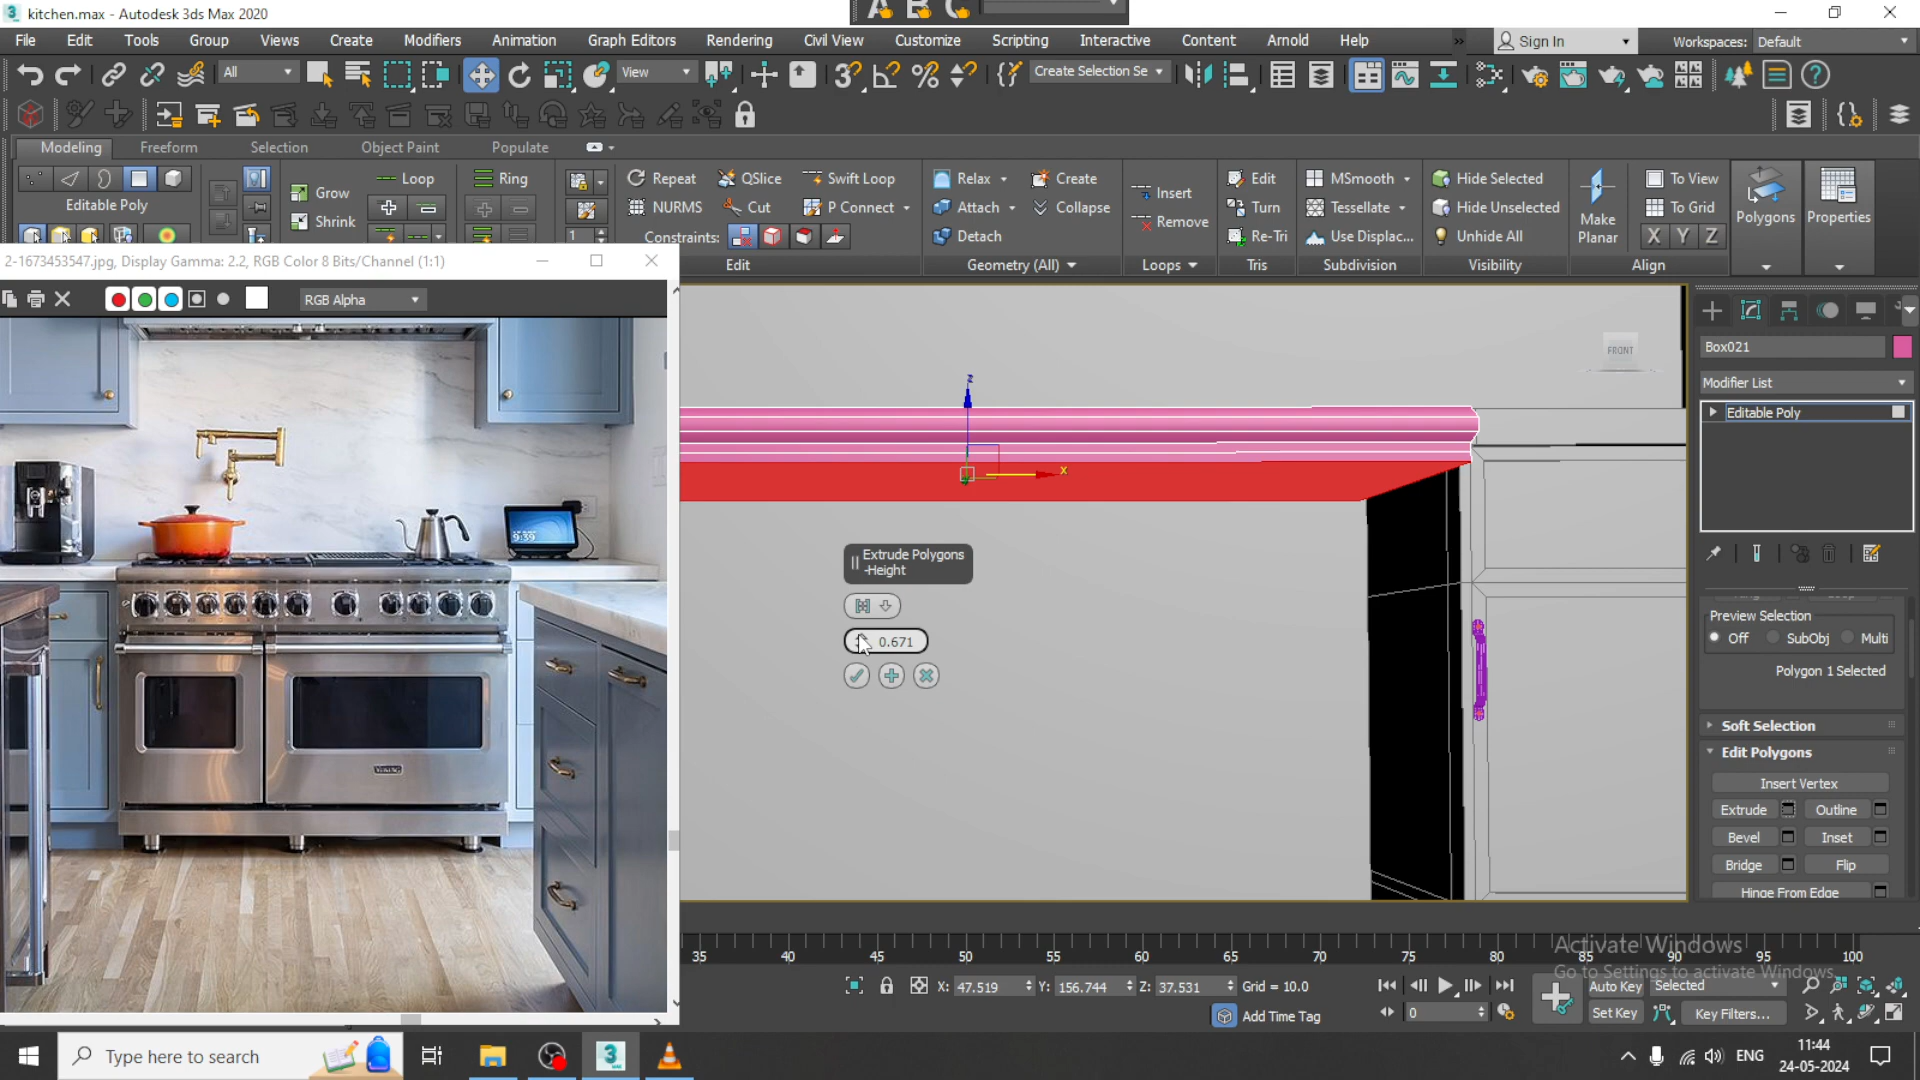 kitchen.max - Autodesk 3ds Max 2020
File Edit Tools Group Views Create Modifiers Animation Graph Editors Rendering Civil View Customize Scripting Interactive Content Arnold Help
Sign In
Workspaces: Default
All
View
Create Selection Se
Modeling Freeform Selection Object Paint Populate
Editable Poly
Grow
Shrink
Loop
Ring
1
Repeat QSlice Swift Loop
NURMS Cut P Connect
Constraints:
Edit
Relax Create
Attach Collapse
Detach
Geometry (All)
Insert
Remove
Loops
Edit
Turn
Re-Tri
Tris
MSmooth
Tessellate
Use Displac...
Subdivision
Hide Selected
Hide Unselected
Unhide All
Visibility
Make
Planar
To View
To Grid
X Y Z
Align
Polygons
Properties
2-1673453547.jpg, Display Gamma: 2.2, RGB Color 8 Bits/Channel (1:1)
RGB Alpha
9:39
VIKING
FRONT
z
x
Extrude Polygons
-Height
0.671
Box021
Modifier List
Editable Poly
Preview Selection
Off SubObj Multi
Polygon 1 Selected
Soft Selection
Edit Polygons
Insert Vertex
Extrude Outline
Bevel Inset
Bridge Flip
Hinge From Edge
35 40 45 50 55 60 65 70 75 80 85 90 95 100
Activate Windows
Go to Settings to activate Windows.
X: 47.519 Y: 156.744 Z: 37.531 Grid = 10.0
Add Time Tag
0
Auto Key Selected
Set Key Key Filters...
Type here to search
ENG
11:44
24-05-2024